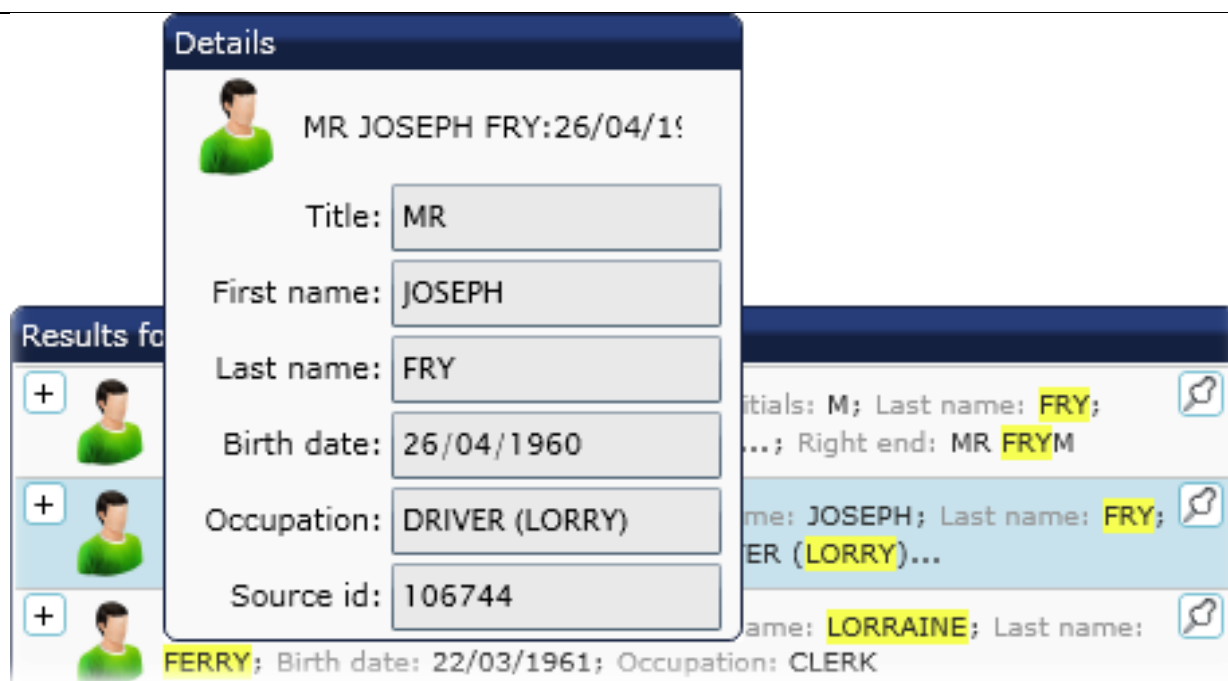 Details
MR JOSEPH FRY:26/04/19
Title: MR
First name: JOSEPH
Last name: FRY
Birth date: 26/04/1960
Occupation: DRIVER (LORRY)
Source id: 106744
Results fo
+ itials: M; Last name: FRY;
...; Right end: MR FRYM
+ me: JOSEPH; Last name: FRY;
ER (LORRY)...
+ ame: LORRAINE; Last name:
FERRY; Birth date: 22/03/1961; Occupation: CLERK